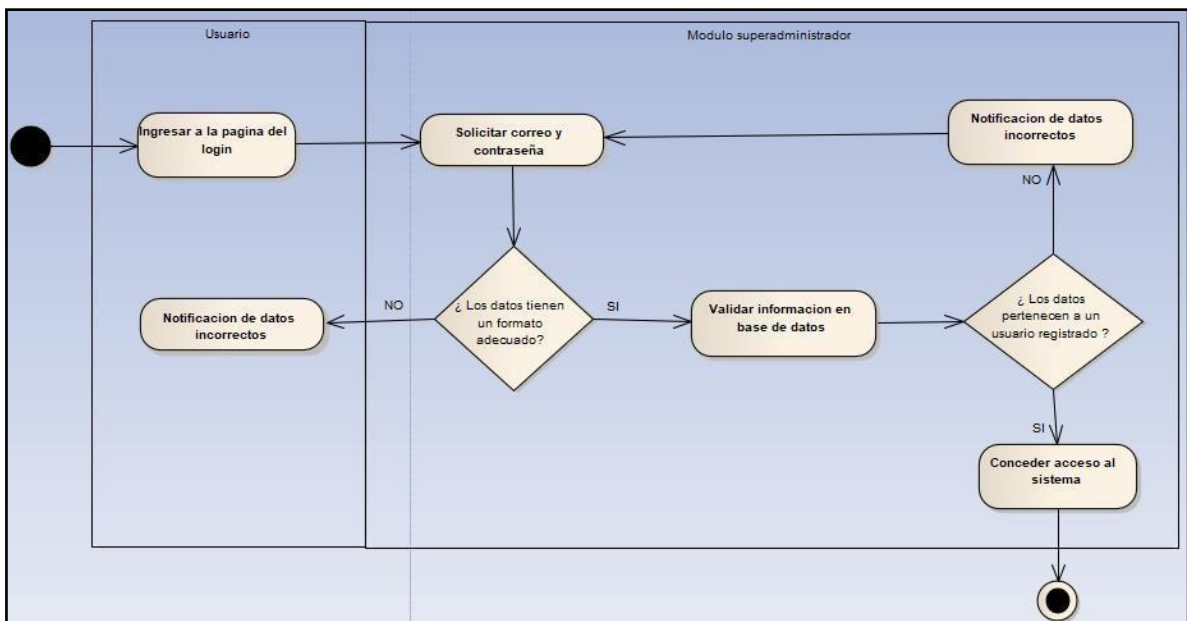 Usuario
Modulo superadministrador
Ingresar a la pagina del
login
Solicitar correo y
contraseña
Notificacion de datos
incorrectos
NO
¿ Los datos tienen
un formato
adecuado?
NO
SI
Notificacion de datos
incorrectos
Validar informacion en
base de datos
¿ Los datos
pertenecen a un
usuario registrado ?
SI
Conceder acceso al
sistema